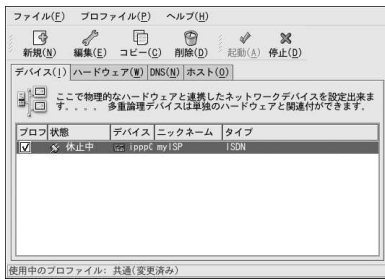 ファイル(F) プロファイル(P) ヘルプ(H)
新規(N) 編集(E) コピー(C) 削除(D) 起動(A) 停止(D)
デバイス(I) ハードウェア(W) DNS(N) ホスト(O)
ここで物理的なハードウェアと連携したネットワークデバイスを設定出来ま
す.... 多重論理デバイスは単独のハードウェアと関連付ができます.
プロフ 状態 デバイス ニックネーム タイプ
休止中 ippp0 myISP ISDN
使用中のプロファイル: 共通(変更済み)